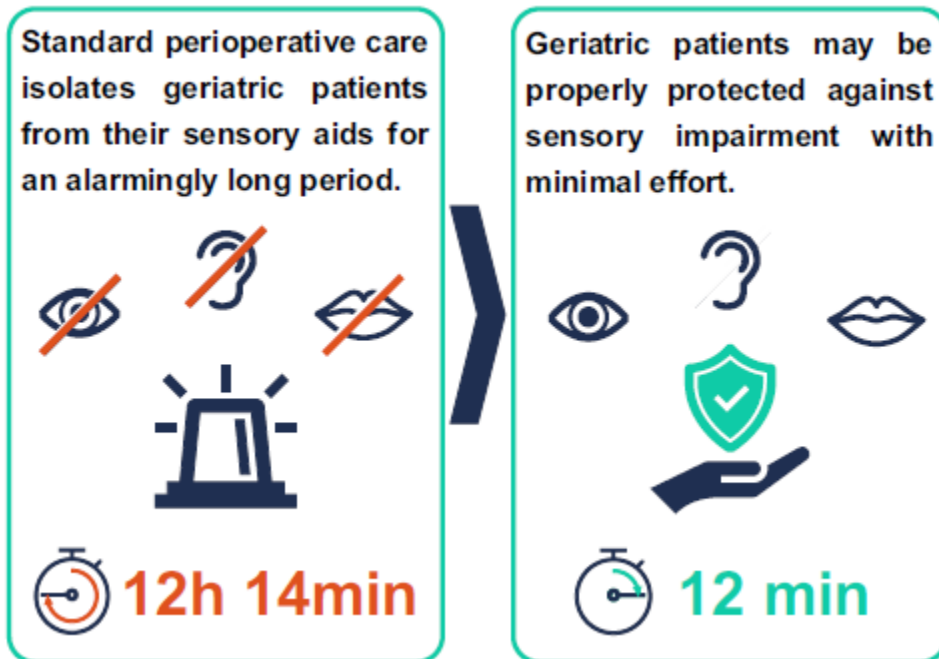 Standard perioperative care
isolates geriatric patients
from their sensory aids for
an alarmingly long period.
12h 14min
Geriatric patients may be
properly protected against
sensory impairment with
minimal effort.
12 min